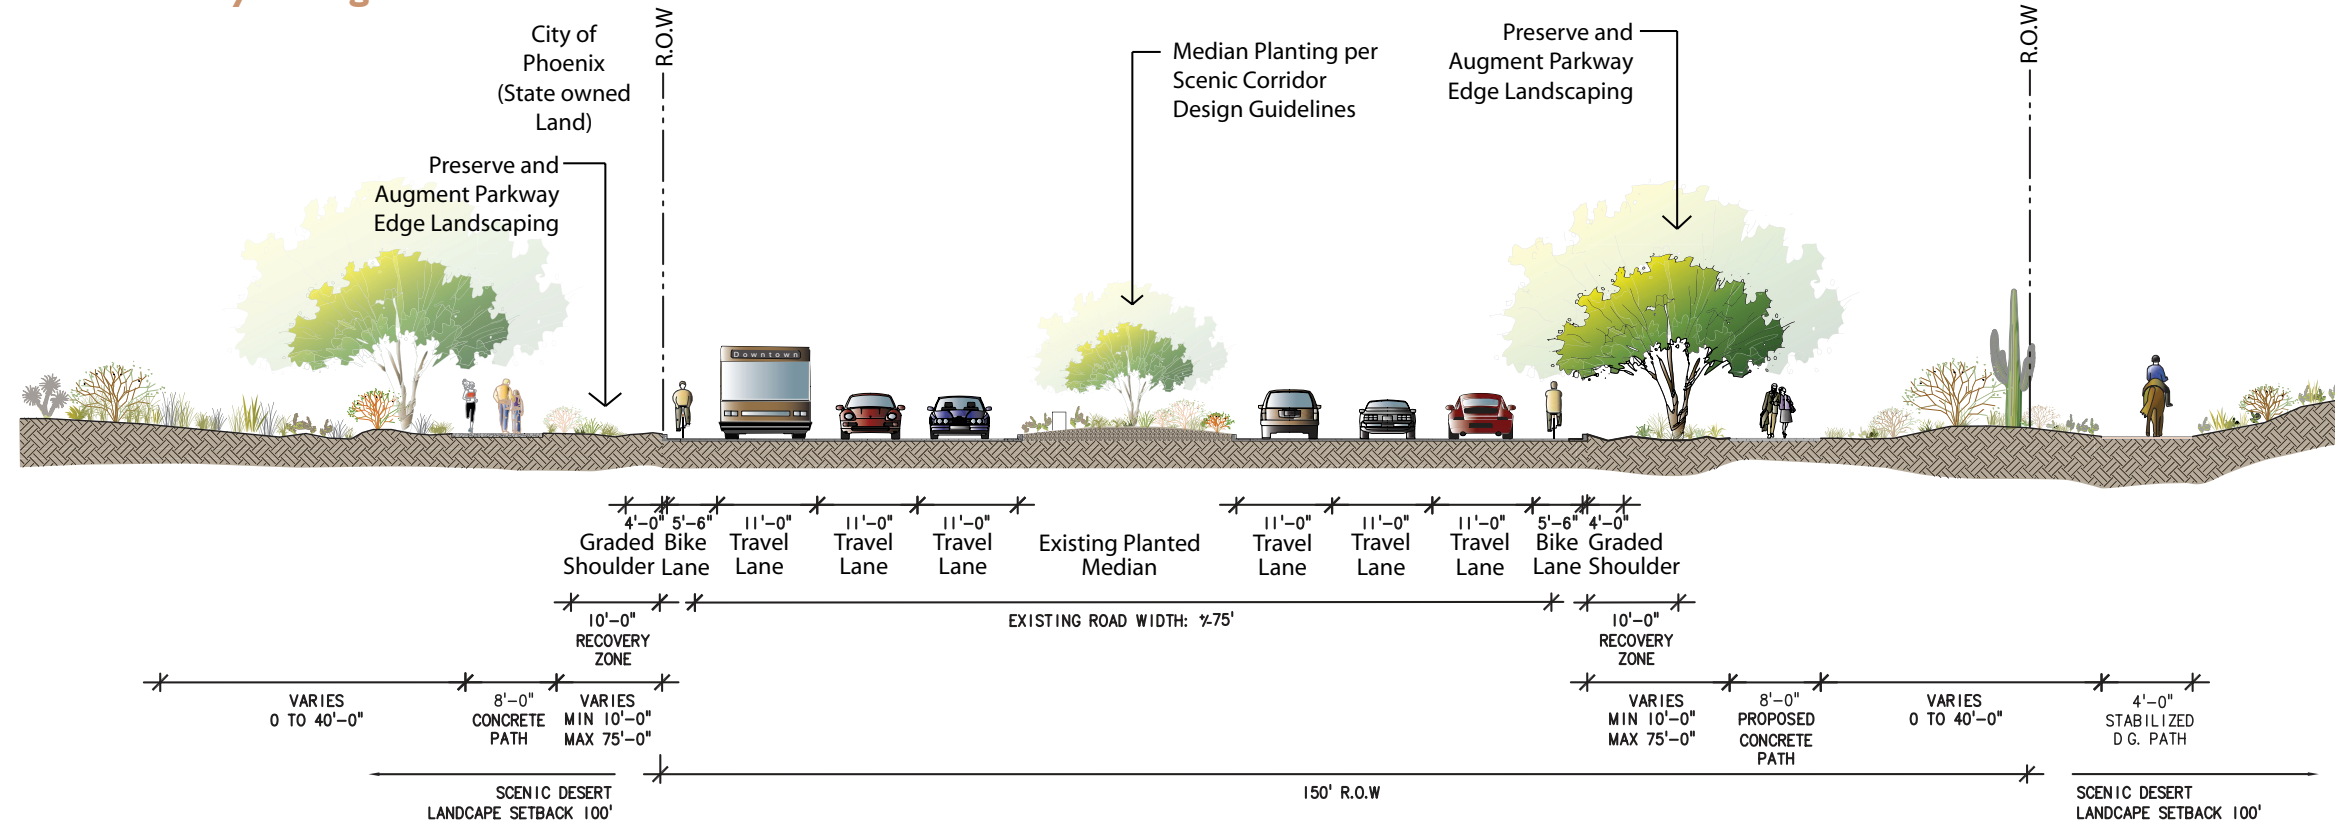 City of
Phoenix
(State owned
Land)
R.O.W
Preserve and
Augment Parkway
Edge Landscaping
Median Planting per
Scenic Corridor
Design Guidelines
Preserve and
Augment Parkway
Edge Landscaping
R.O.W
Downtown
4'-0"
Graded
Shoulder
5'-6"
Bike
Lane
11'-0"
Travel
Lane
11'-0"
Travel
Lane
11'-0"
Travel
Lane
Existing Planted
Median
11'-0"
Travel
Lane
11'-0"
Travel
Lane
11'-0"
Travel
Lane
5'-6"
Bike
Lane
4'-0"
Graded
Shoulder
10'-0"
RECOVERY
ZONE
EXISTING ROAD WIDTH: +/-75'
10'-0"
RECOVERY
ZONE
VARIES
0 TO 40'-0"
8'-0"
CONCRETE
PATH
VARIES
MIN 10'-0"
MAX 75'-0"
VARIES
MIN 10'-0"
MAX 75'-0"
8'-0"
PROPOSED
CONCRETE
PATH
VARIES
0 TO 40'-0"
4'-0"
STABILIZED
D G. PATH
SCENIC DESERT
LANDCAPE SETBACK 100'
150' R.O.W
SCENIC DESERT
LANDCAPE SETBACK 100'